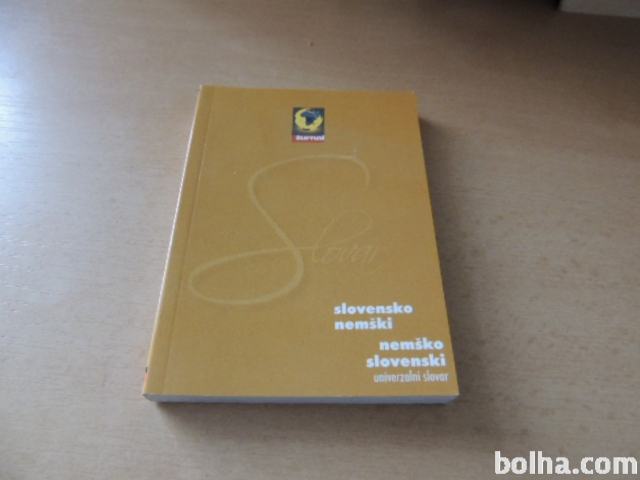 Slovar
slovensko
nemški
nemško
slovenski
univerzalni slovar
bolha.com